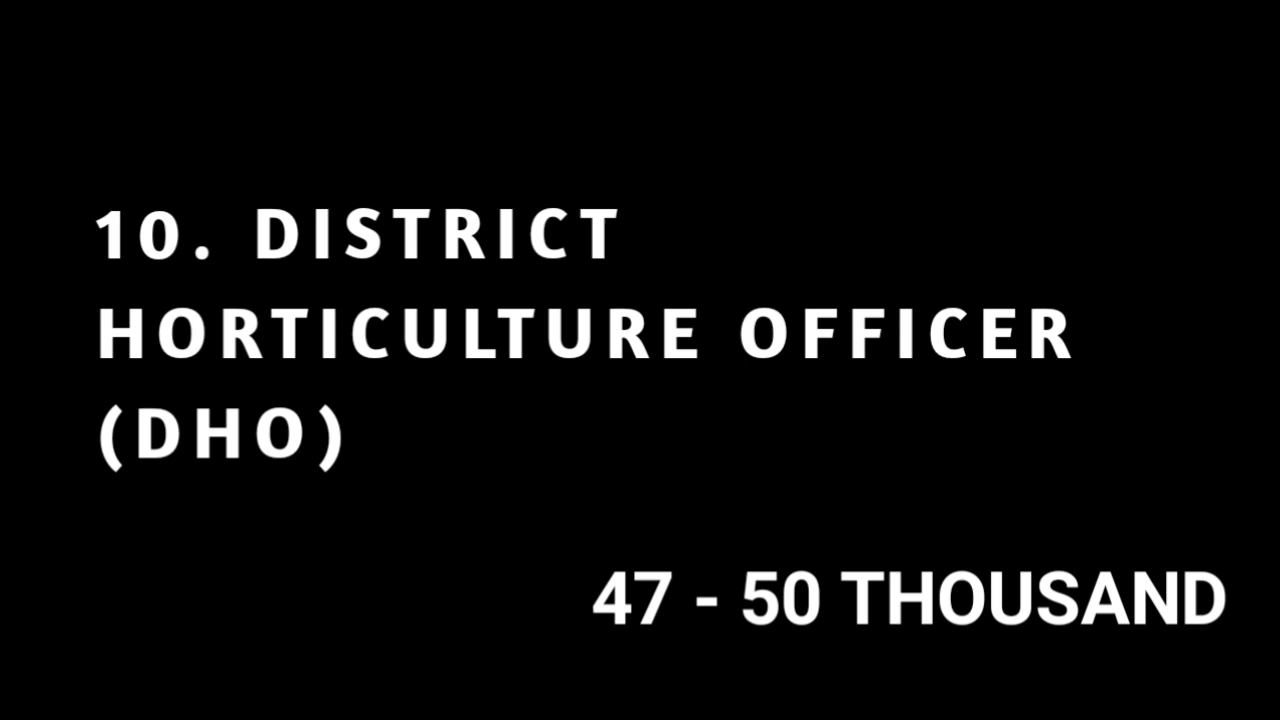 10. DISTRICT
HORTICULTURE OFFICER
(DHO)
47 - 50 THOUSAND